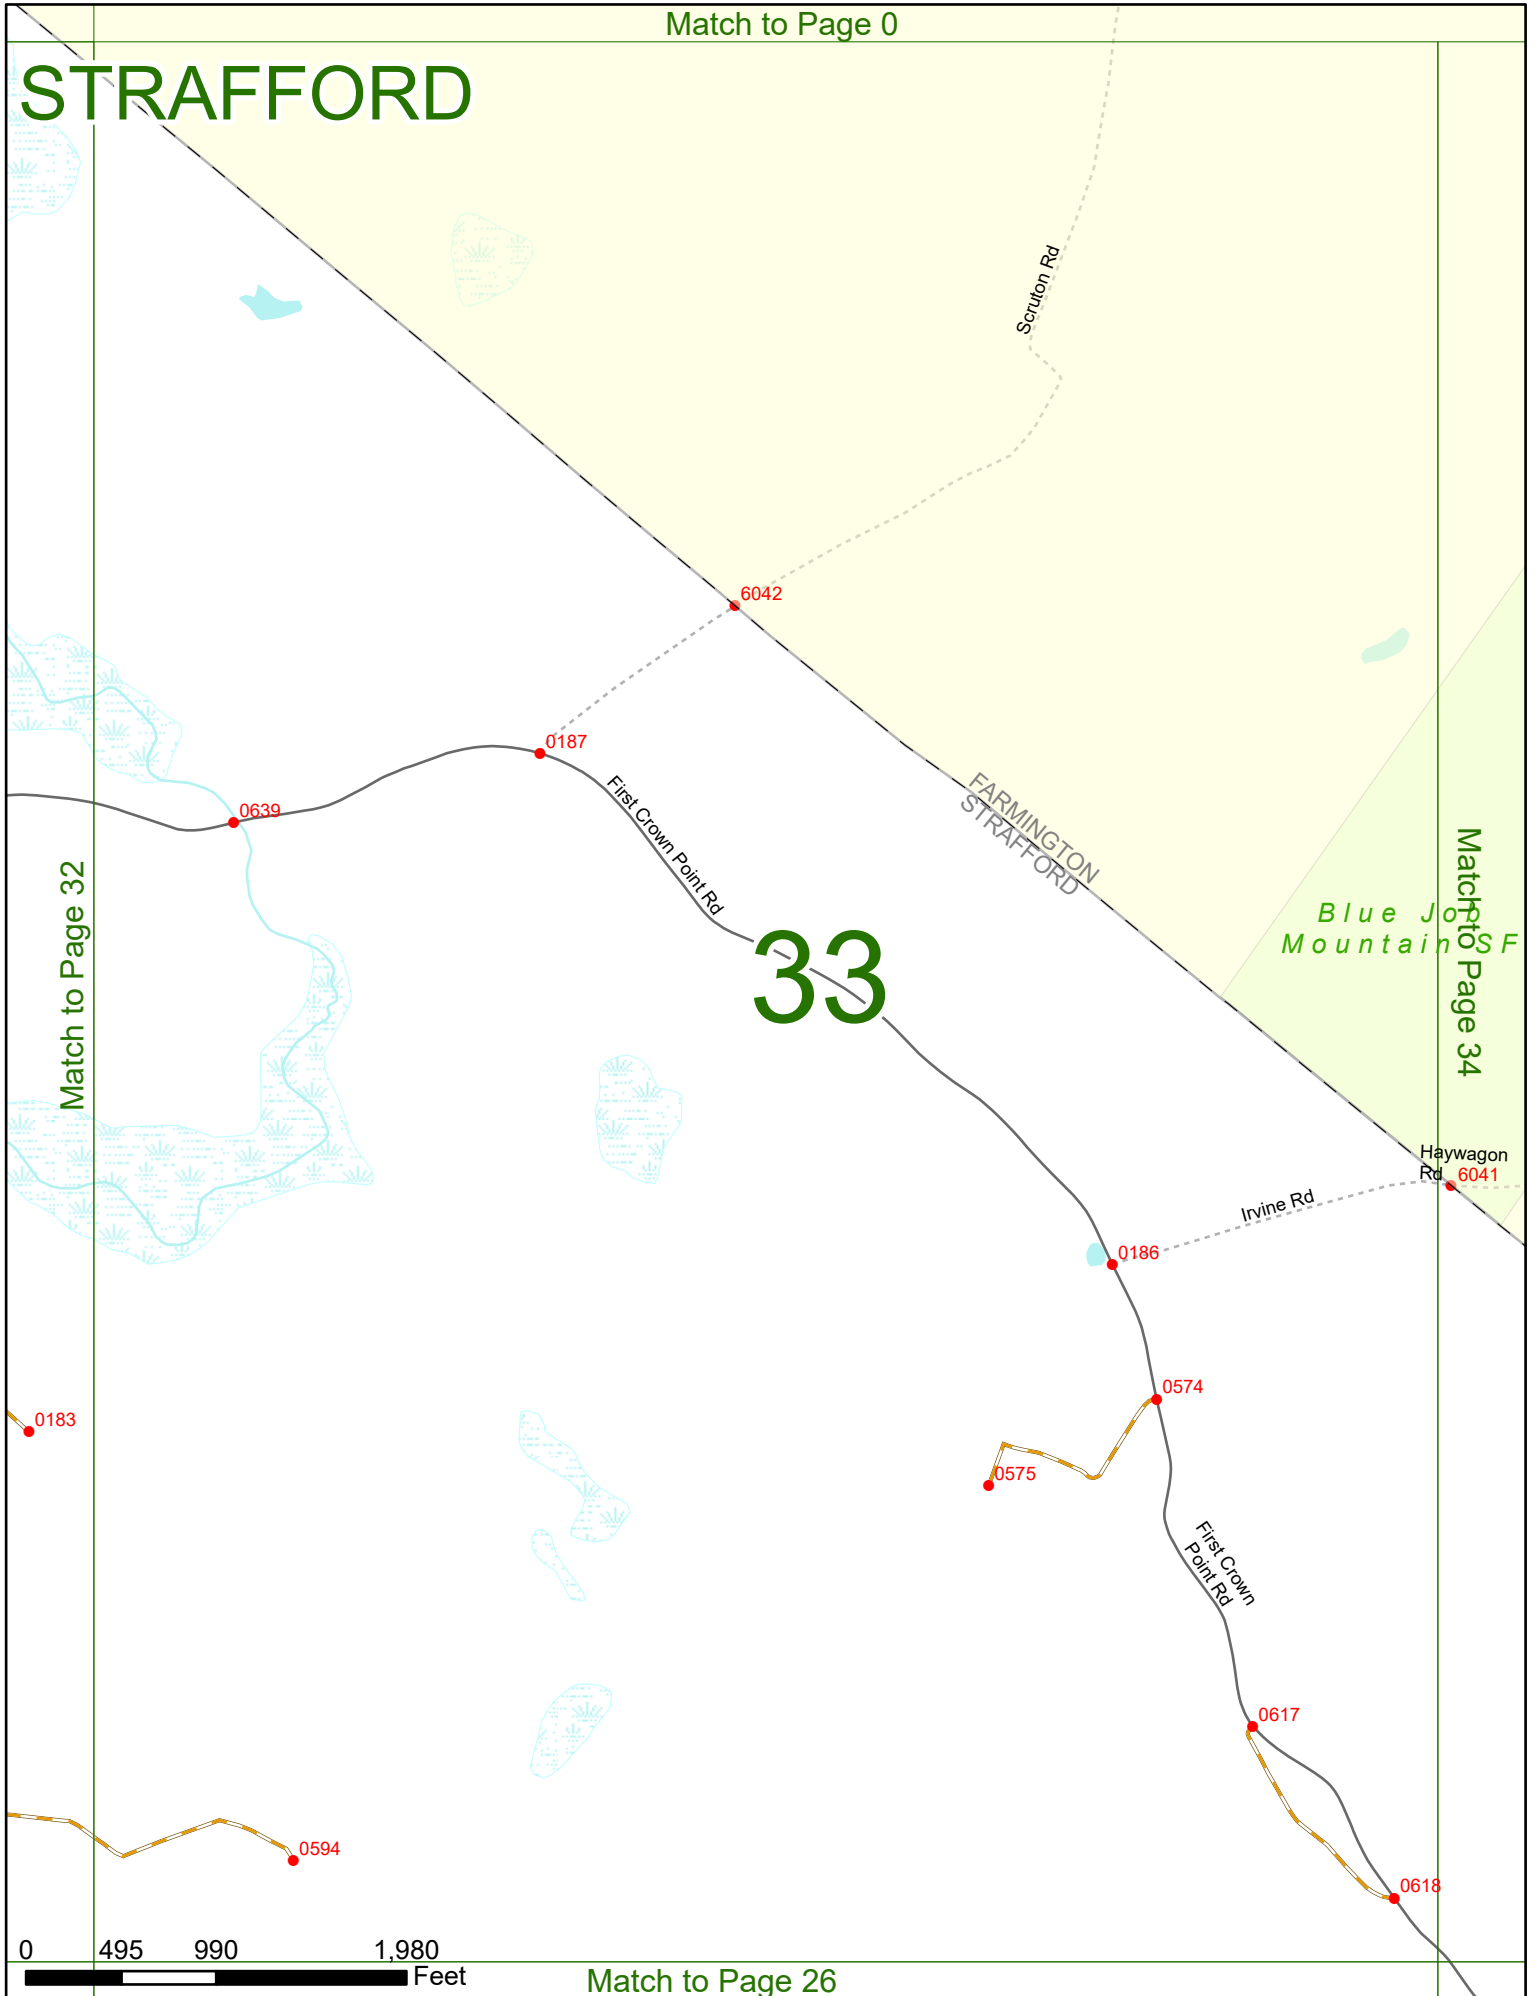 Match to Page 0
STRAFFORD
Scruton Rd
6042
0187
0639
First Crown Point Rd
FARMINGTON
STRAFFORD
Match to Page 32
33
Match to Page 34
Blue Job
Mountain SF
Haywagon
Rd
6041
Irvine Rd
0186
0574
0183
0575
First Crown
Point Rd
0617
0594
0618
0 495 990 1,980
Feet
Match to Page 26